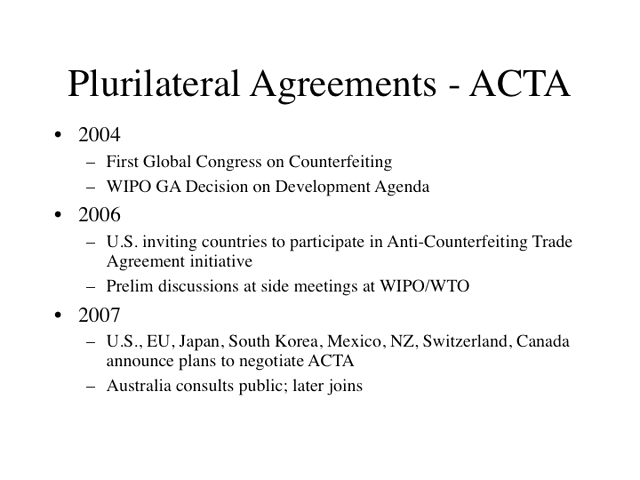 Plurilateral Agreements - ACTA
• 2004
– First Global Congress on Counterfeiting
– WIPO GA Decision on Development Agenda
• 2006
– U.S. inviting countries to participate in Anti-Counterfeiting Trade
Agreement initiative
– Prelim discussions at side meetings at WIPO/WTO
• 2007
– U.S., EU, Japan, South Korea, Mexico, NZ, Switzerland, Canada
announce plans to negotiate ACTA
– Australia consults public; later joins